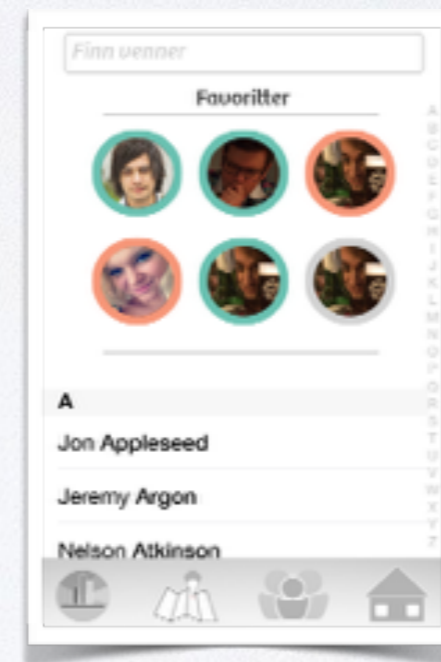 Finn venner
Favoritter
A
Jon Appleseed
Jeremy Argon
Nelson Atkinson
A
B
C
D
E
F
G
H
I
J
K
L
M
N
O
P
Q
R
S
T
U
V
W
X
Y
Z